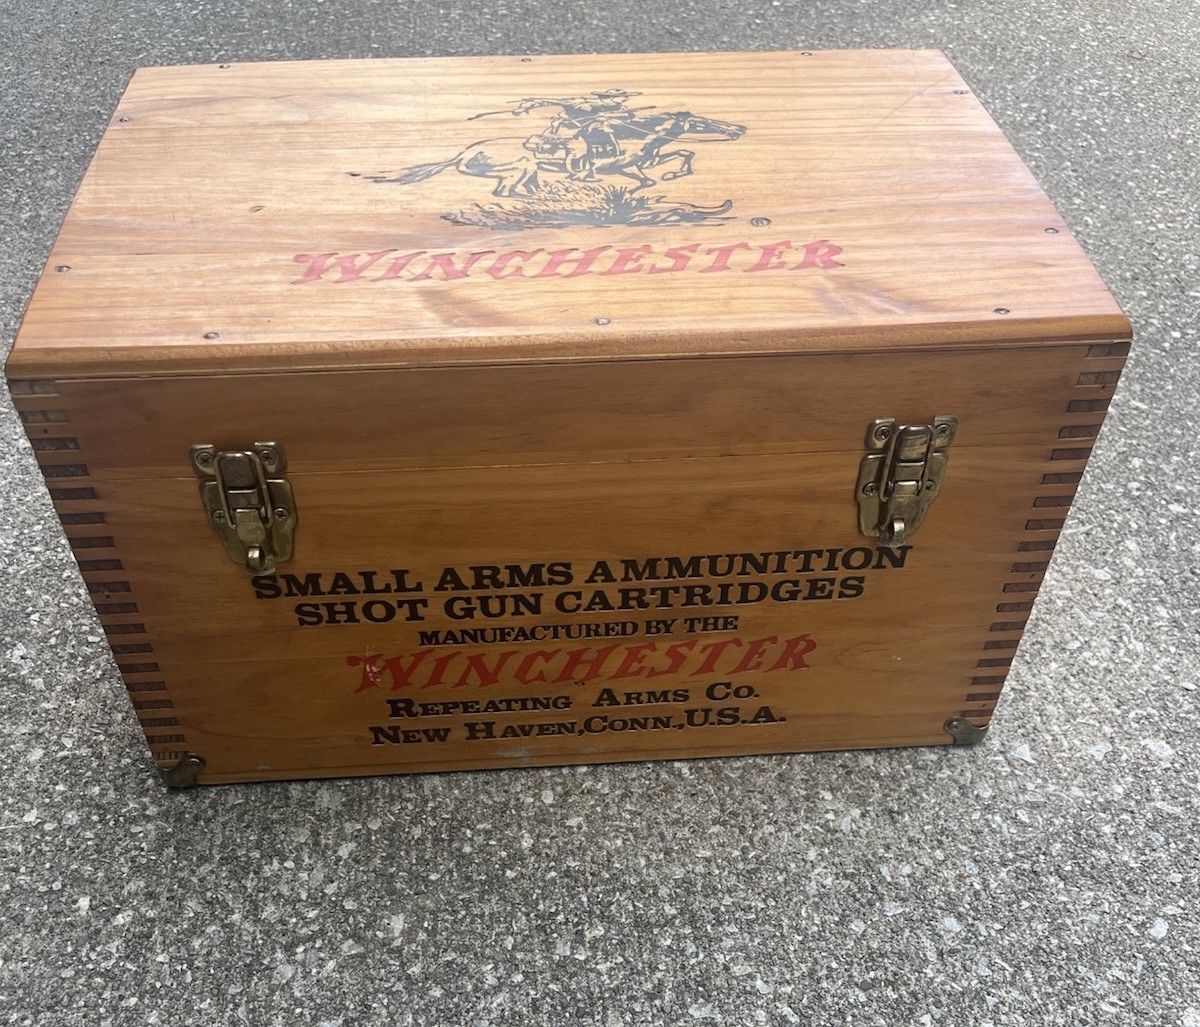 ®
WINCHESTER
SMALL ARMS AMMUNITION
SHOT GUN CARTRIDGES
MANUFACTURED BY THE
WINCHESTER
REPEATING ARMS CO.
NEW HAVEN,CONN.,U.S.A.